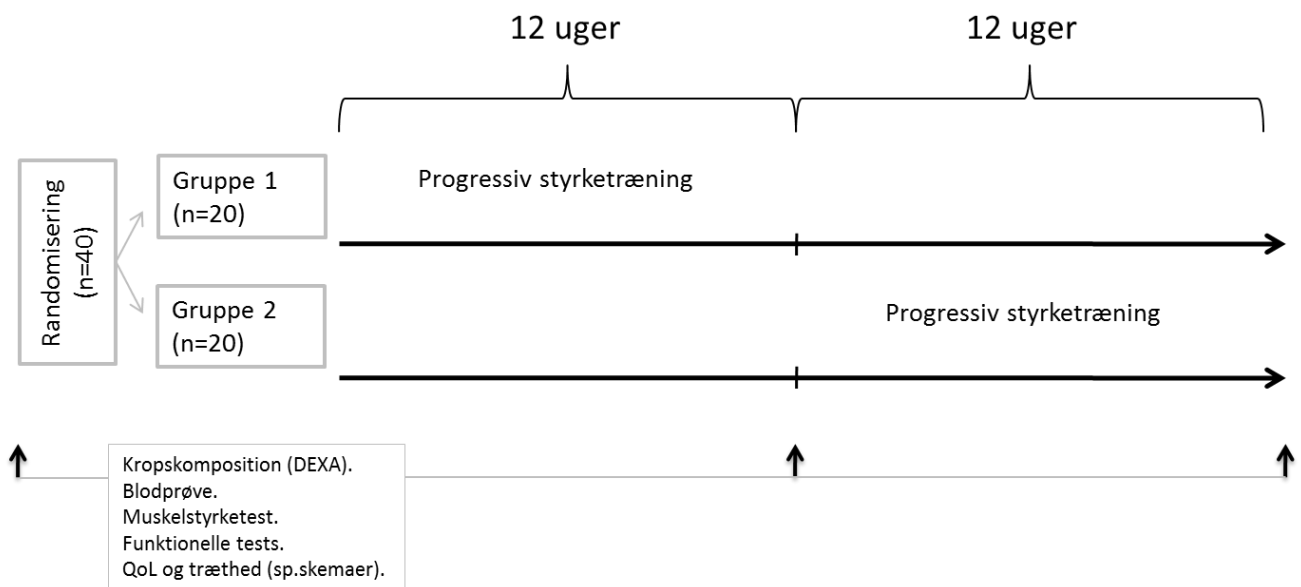 12 uger
12 uger
Randomisering
(n=40)
Gruppe 1
(n=20)
Progressiv styrketræning
Gruppe 2
(n=20)
Progressiv styrketræning
Kropskomposition (DEXA).
Blodprøve.
Muskelstyrketest.
Funktionelle tests.
QoL og træthed (sp.skemaer).